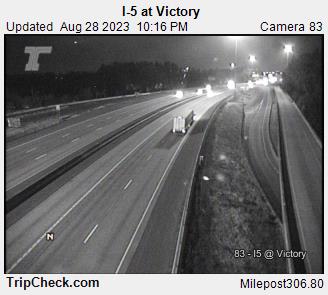 I-5 at Victory
Updated Aug 28 2023 10:16 PM Camera 83
T
N
83 - I5 @ Victory
TripCheck.com Milepost306.80